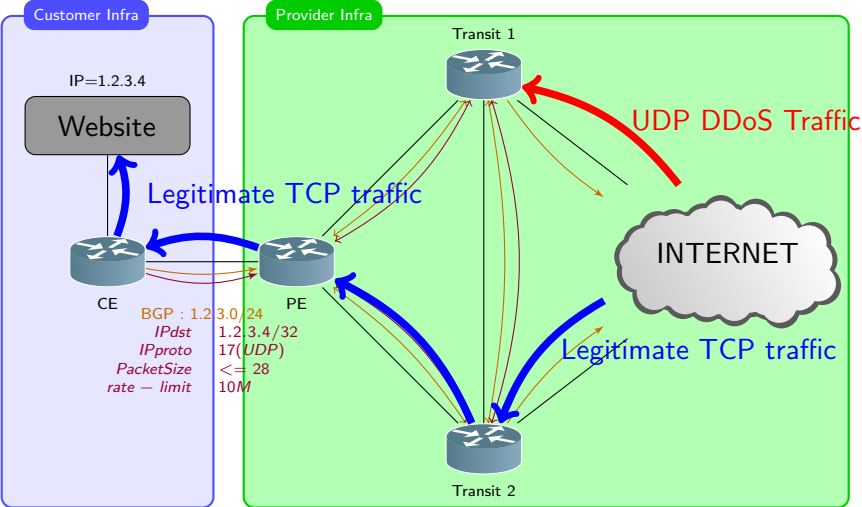 Customer Infra
Provider Infra
Transit 1
IP=1.2.3.4
Website
UDP DDoS Traffic
Legitimate TCP traffic
INTERNET
CE
PE
BGP : 1.2.3.0/24
IPdst 1.2.3.4/32
IPproto 17(UDP)
PacketSize <= 28
rate − limit 10M
Legitimate TCP traffic
Transit 2